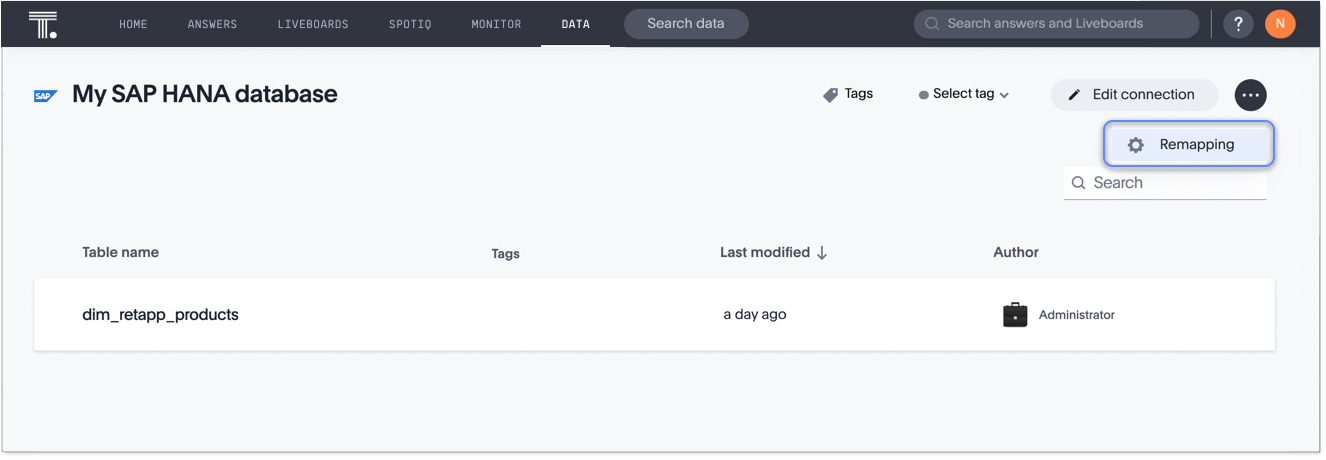 HOME ANSWERS LIVEBOARDS SPOTIQ MONITOR DATA Search data Search answers and Liveboards ? N
SAP My SAP HANA database Tags Select tag Edit connection
Remapping
Search
Table name Tags Last modified Author
dim_retapp_products a day ago Administrator